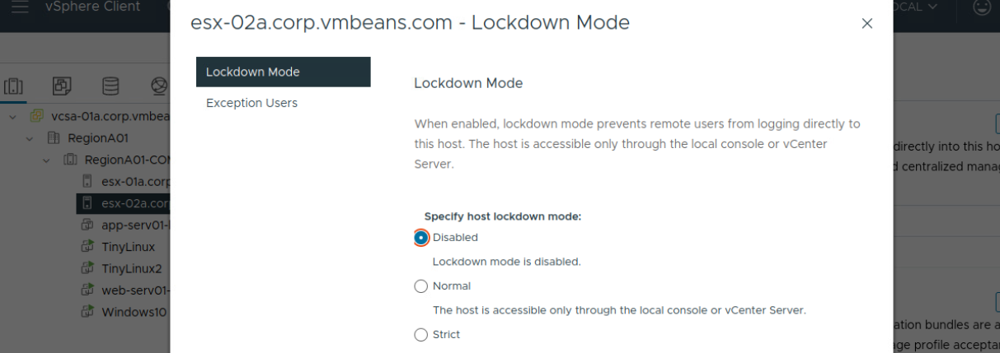 vSphere Client
esx-02a.corp.vmbeans.com - Lockdown Mode
Lockdown Mode
Exception Users
Lockdown Mode
When enabled, lockdown mode prevents remote users from logging directly to
this host. The host is accessible only through the local console or vCenter
Server.
Specify host lockdown mode:
Disabled
Lockdown mode is disabled.
Normal
The host is accessible only through the local console or vCenter Server.
Strict
vcsa-01a.corp.vmbea
RegionA01
RegionA01-CO
esx-01a.corp
esx-02a.corp
app-serv01-
TinyLinux
TinyLinux2
web-serv01-
Windows10
OCAL
directly into this ho
d centralized mana
ation bundles are a
ge profile accepta